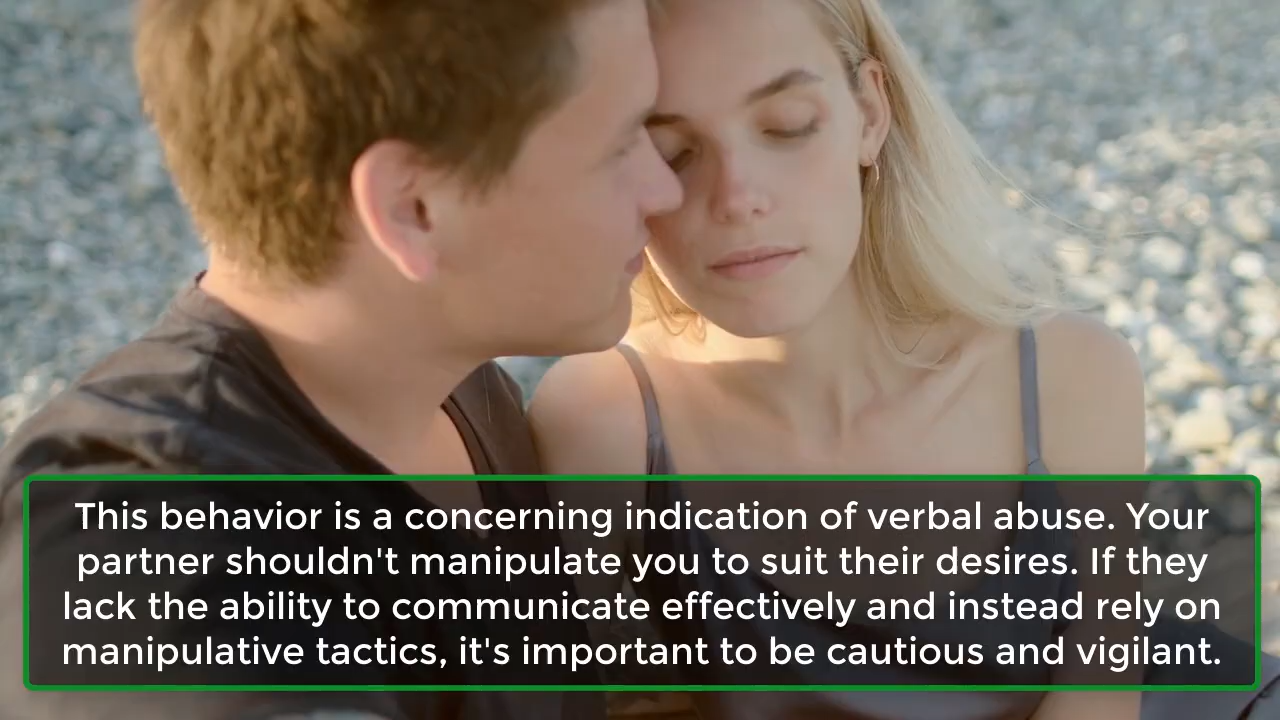 This behavior is a concerning indication of verbal abuse. Your
partner shouldn't manipulate you to suit their desires. If they
lack the ability to communicate effectively and instead rely on
manipulative tactics, it's important to be cautious and vigilant.